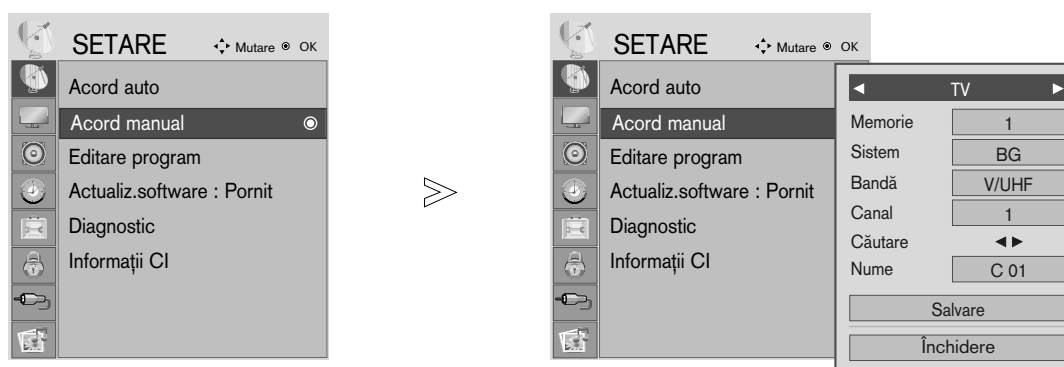 SETARE Mutare OK
Acord auto
Acord manual
Editare program
Actualiz.software : Pornit
Diagnostic
Informații CI
SETARE Mutare OK
Acord auto
Acord manual
Editare program
Actualiz.software : Pornit
Diagnostic
Informații CI
◀ TV ▶
Memorie 1
Sistem BG
Bandă V/UHF
Canal 1
Căutare ◀ ▶
Nume C 01
Salvare
Închidere